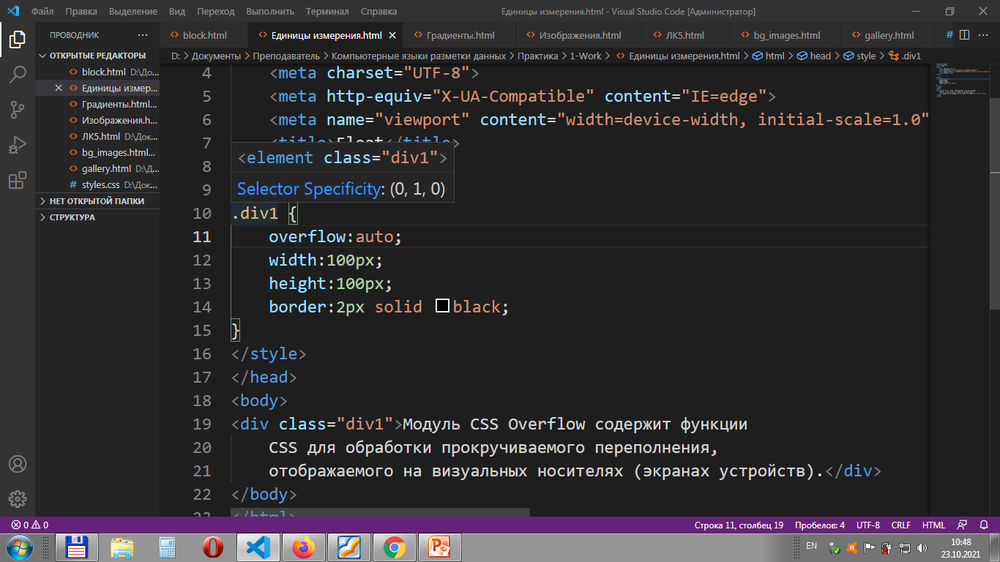 Файл Правка Выделение Вид Переход Выполнить Терминал Справка Единицы измерения.html - Visual Studio Code [Администратор]
ПРОВОДНИК ...
block.html Единицы измерения.html Градиенты.html Изображения.html ЛК5.html bg_images.html gallery.html # ...
ОТКРЫТЫЕ РЕДАКТОРЫ
block.html D:\До...
Единицы измер...
Градиенты.html...
Изображения.h...
ЛК5.html D:\Док...
bg_images.html...
gallery.html D:\Д...
# styles.css D:\Док...
НЕТ ОТКРЫТОЙ ПАПКИ
СТРУКТУРА
D: > Документы > Преподаватель > Компьютерные языки разметки данных > Практика > 1-Work > Единицы измерения.html > html > head > style > .div1
4 <meta charset="UTF-8">
5 <meta http-equiv="X-UA-Compatible" content="IE=edge">
6 <meta name="viewport" content="width=device-width, initial-scale=1.0"
7 <title>Float</title>
<element class="div1">
8
Selector Specificity: (0, 1, 0)
9
10 .div1 {
11 overflow:auto;
12 width:100px;
13 height:100px;
14 border:2px solid black;
15 }
16 </style>
17 </head>
18 <body>
19 <div class="div1">Модуль CSS Overflow содержит функции
20 CSS для обработки прокручиваемого переполнения,
21 отображаемого на визуальных носителях (экранах устройств).</div>
22 </body>
23 </html>
0 0 Строка 11, столбец 19 Пробелов: 4 UTF-8 CRLF HTML
EN 10:48
23.10.2021